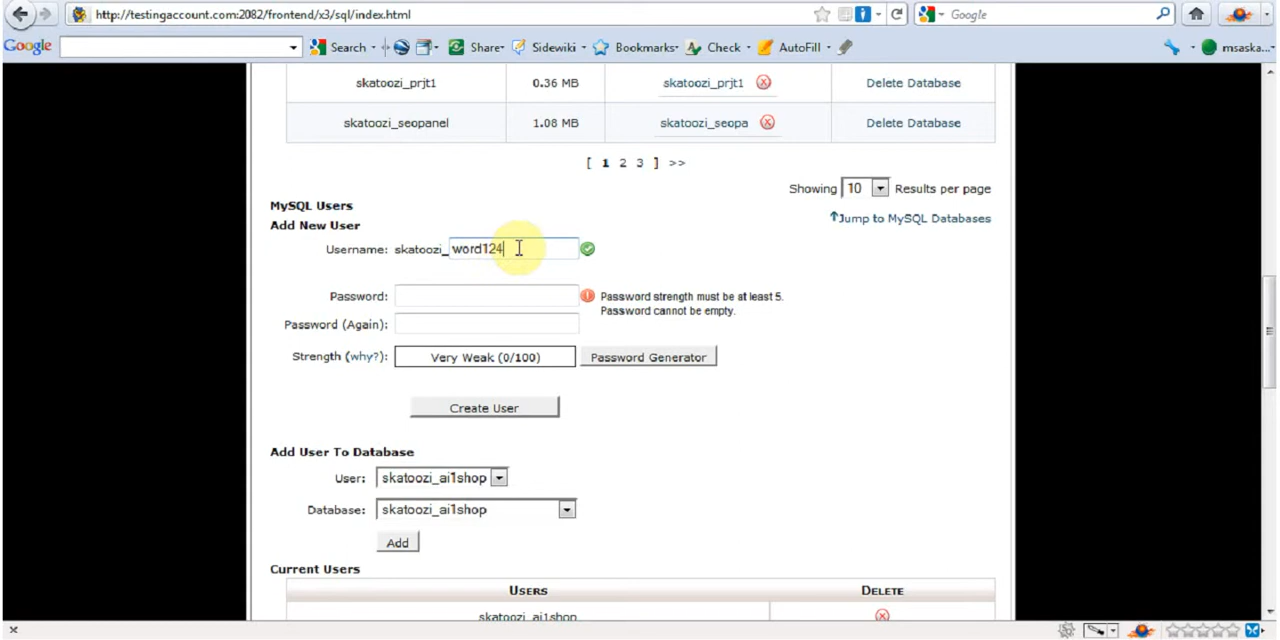 http://testingaccount.com:2082/frontend/x3/sql/index.html
Google
Google Search Share Sidewiki Bookmarks Check AutoFill msaska...
skatoozi_prjt1 0.36 MB skatoozi_prjt1 Delete Database
skatoozi_seopanel 1.08 MB skatoozi_seopa Delete Database
[ 1 2 3 ] >>
Showing 10 Results per page
MySQL Users
Jump to MySQL Databases
Add New User
Username: skatoozi_ word124
Password: Password strength must be at least 5.
Password cannot be empty.
Password (Again):
Strength (why?): Very Weak (0/100) Password Generator
Create User
Add User To Database
User: skatoozi_ai1shop
Database: skatoozi_ai1shop
Add
Current Users
USERS DELETE
skatoozi_ai1shop